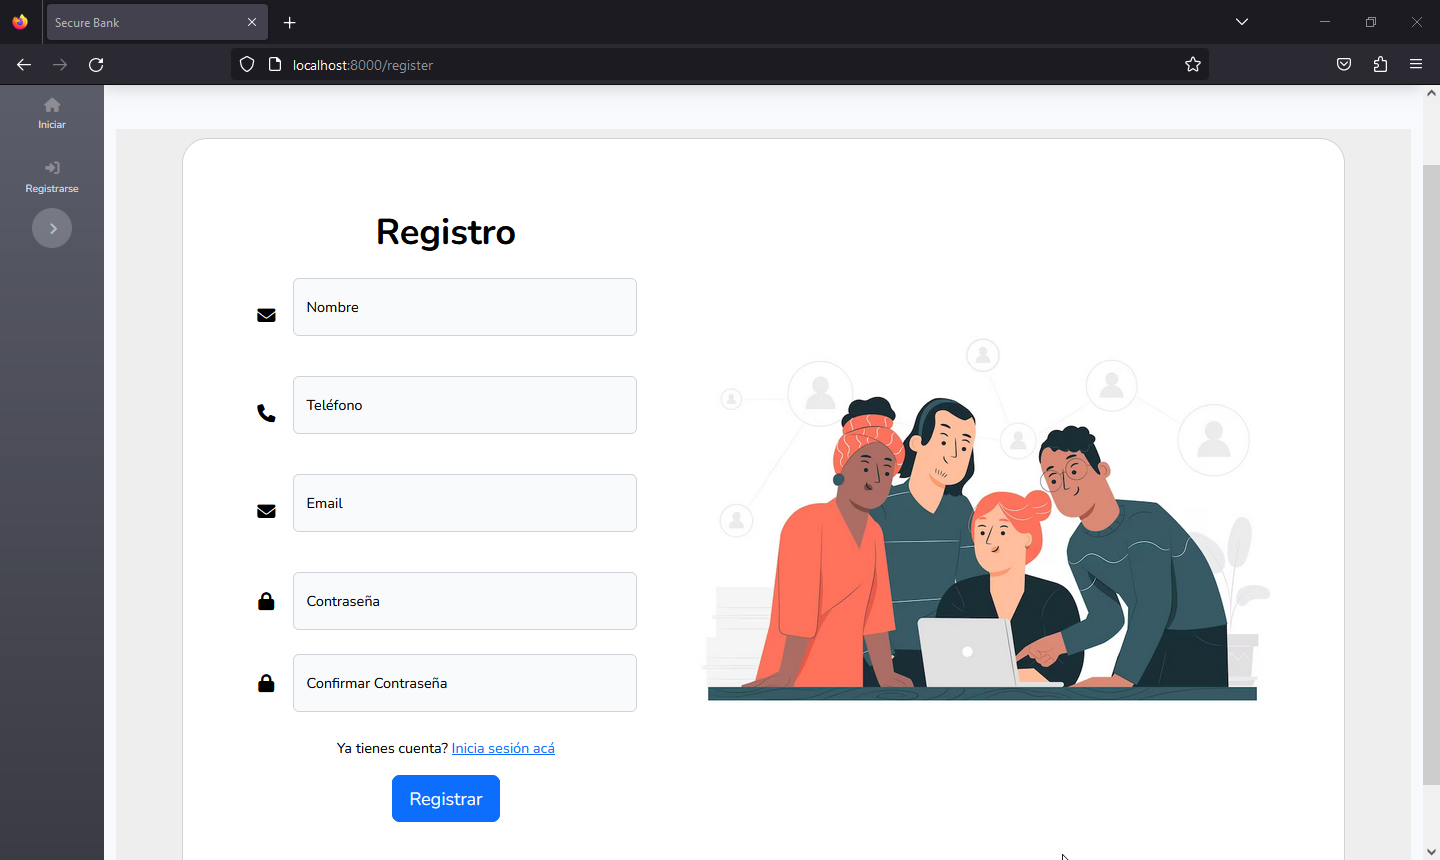 Secure Bank
localhost:8000/register
Iniciar
Registrarse
Registro
Nombre
Teléfono
Email
Contraseña
Confirmar Contraseña
Ya tienes cuenta? Inicia sesión acá
Registrar